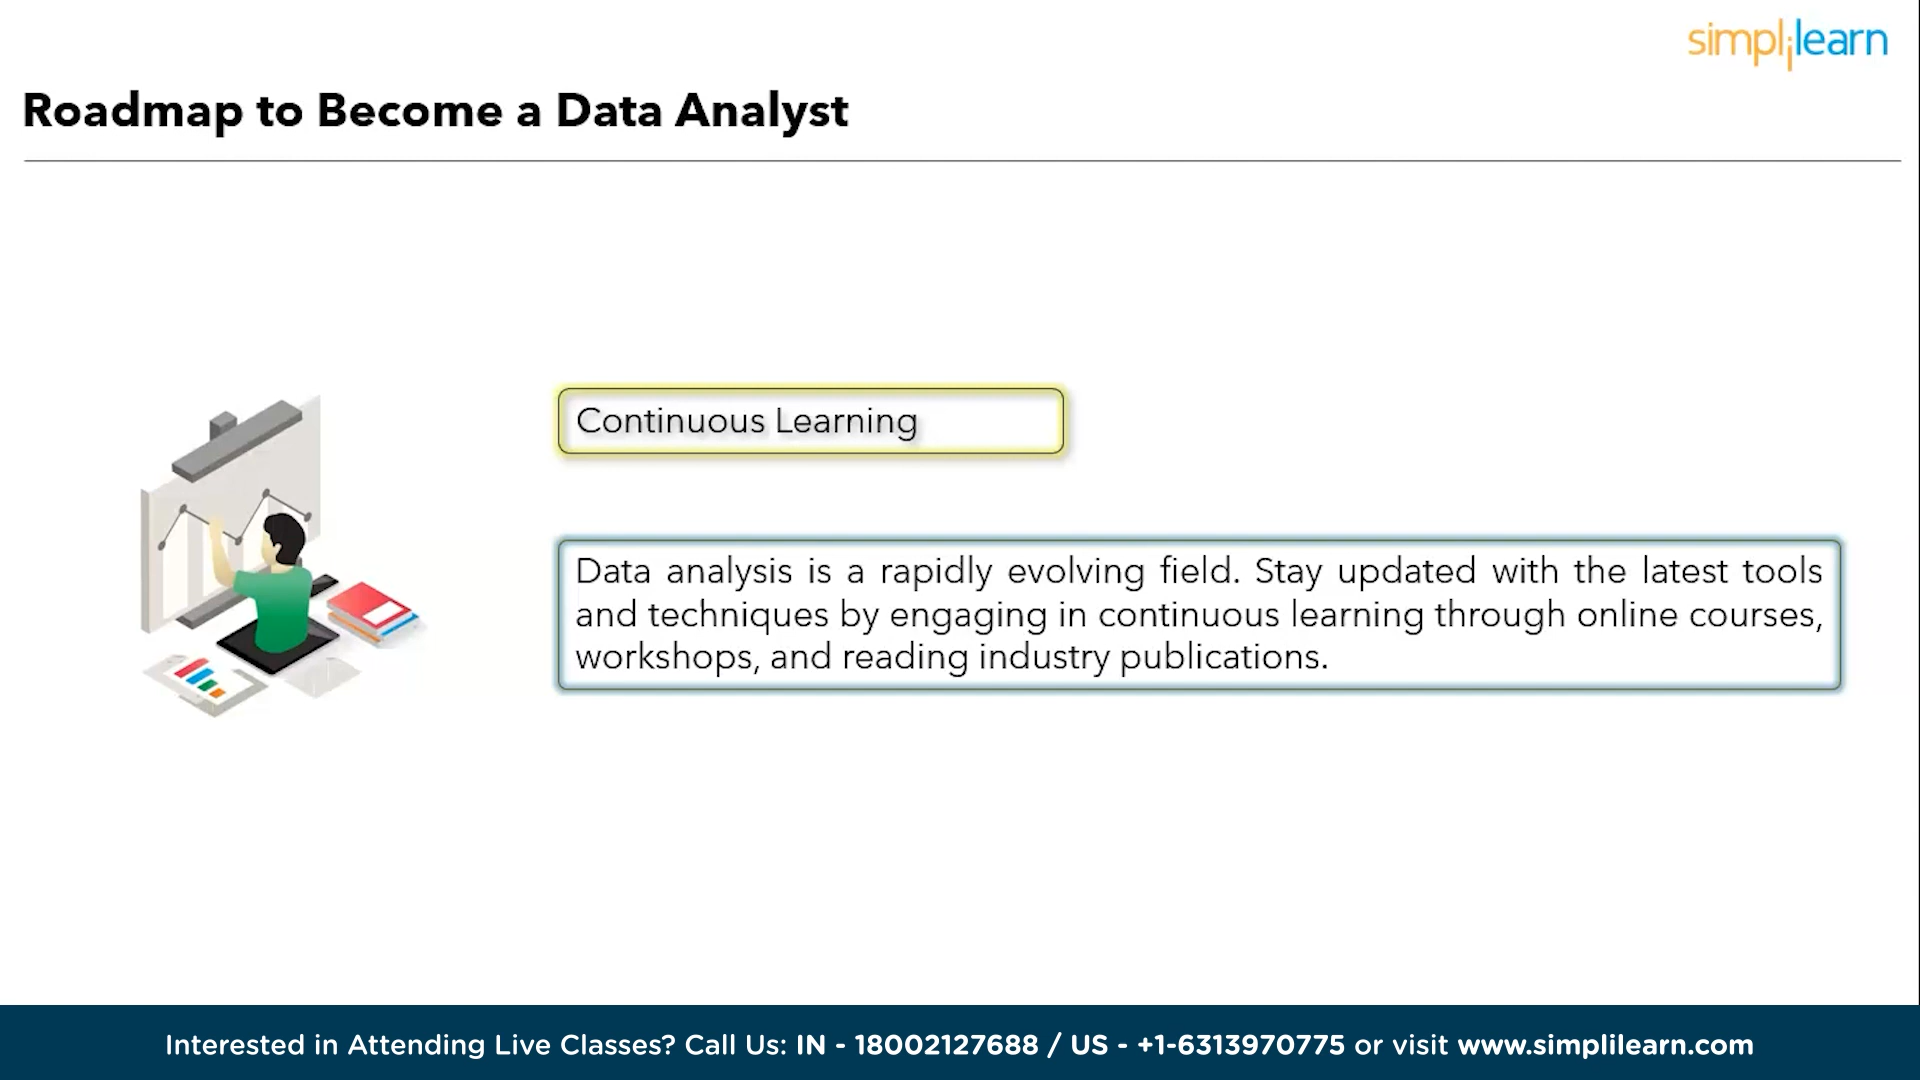 simplilearn
Roadmap to Become a Data Analyst
Continuous Learning
Data analysis is a rapidly evolving field. Stay updated with the latest tools
and techniques by engaging in continuous learning through online courses,
workshops, and reading industry publications.
Interested in Attending Live Classes? Call Us: IN - 18002127688 / US - +1-6313970775 or visit www.simplilearn.com